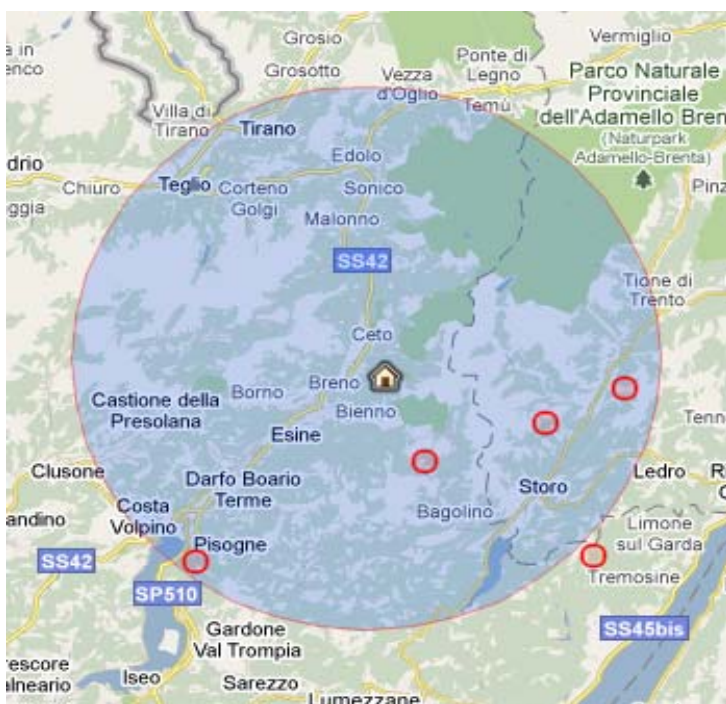 Grosio
Vermiglio
Ponte di
Legno
Grosotto
Vezza
d'Oglio
Temù
Parco Naturale
Provinciale
dell'Adamello Bren
(Naturpark
Adamello-Brenta)
Villa di
Tirano
Tirano
Edolo
Chiuro
Teglio
Corteno
Golgi
Sonico
Malonno
SS42
Tione di
Trento
Ceto
Breno
Borno
Bienno
Castione della
Presolana
Esine
Clusone
Darfo Boario
Terme
Storo
Ledro
Costa
Volpino
Bagolino
Limone
sul Garda
Pisogne
SS42
Tremosine
SP510
Gardone
Val Trompia
SS45bis
Iseo
Sarezzo
Lumezzane